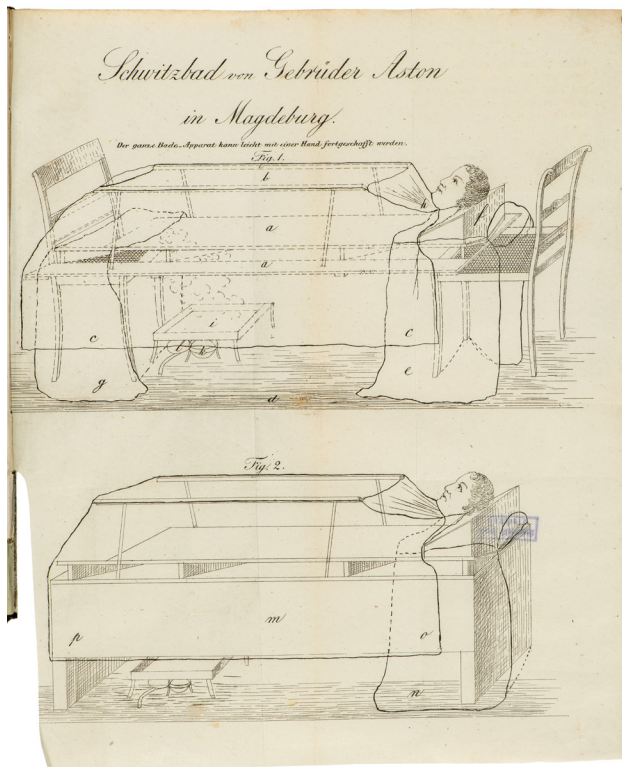 Schwitzbad von Gebrüder Aston
in Magdeburg.
Der ganze Bade-Apparat kann leicht mit einer Hand fortgeschafft werden.
Fig. 1.
b
h
f
a
a
i
c
c
l
k
g
e
d
Fig. 2.
m
p
o
n